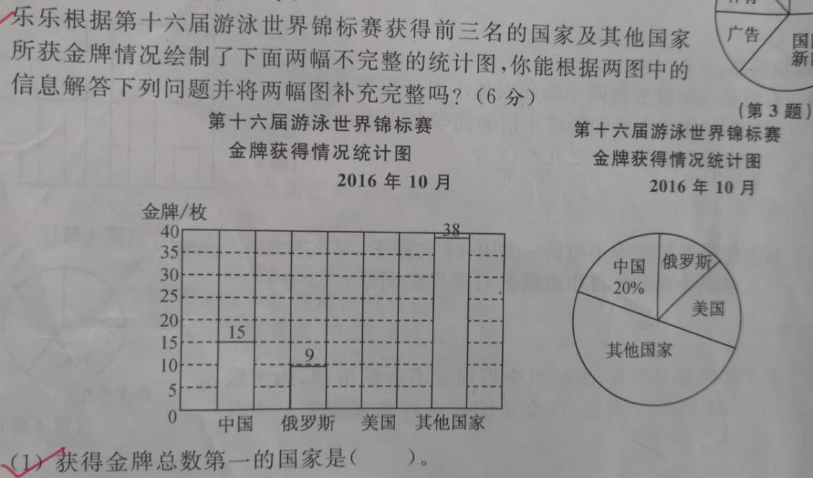 广告
(第3题)
乐乐根据第十六届游泳世界锦标赛获得前三名的国家及其他国家
所获金牌情况绘制了下面两幅不完整的统计图,你能根据两图中的
信息解答下列问题并将两幅图补充完整吗?(6分)
第十六届游泳世界锦标赛
金牌获得情况统计图
2016年10月
金牌/枚
40
35
30
25
20
15
10
5
0
15
9
38
中国 俄罗斯 美国 其他国家
第十六届游泳世界锦标赛
金牌获得情况统计图
2016年10月
中国
20%
俄罗斯
美国
其他国家
(1)获得金牌总数第一的国家是( )。